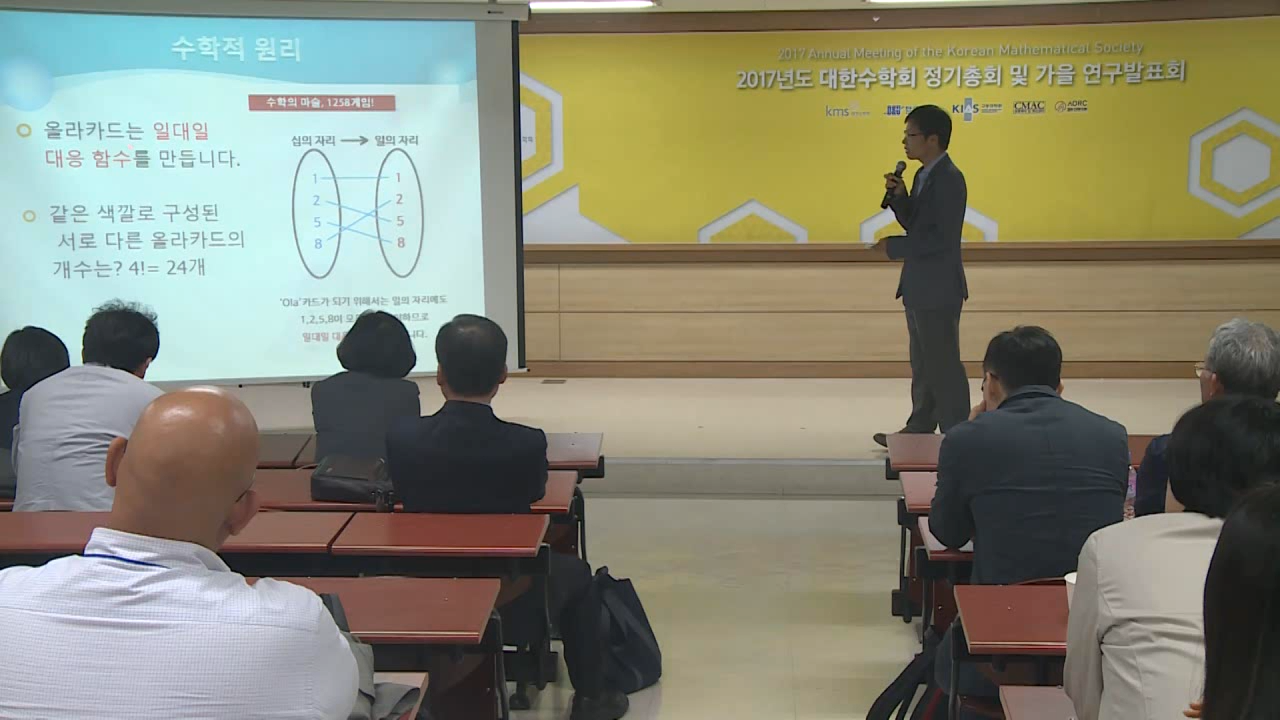 수학적 원리
수학의 마술, 1258게임!
올라카드는 일대일
대응 함수를 만듭니다.
같은 색깔로 구성된
서로 다른 올라카드의
개수는? 4!= 24개
십의 자리 일의 자리
1 1
2 2
5 5
8 8
'Ola'카드가 되기 위해서는 일의 자리에도
1,2,5,8이
일대일
2017 Annual Meeting of the Korean Mathematical Society
2017년도 대한수학회 정기총회 및 가을 연구발표회
kms
CMAC